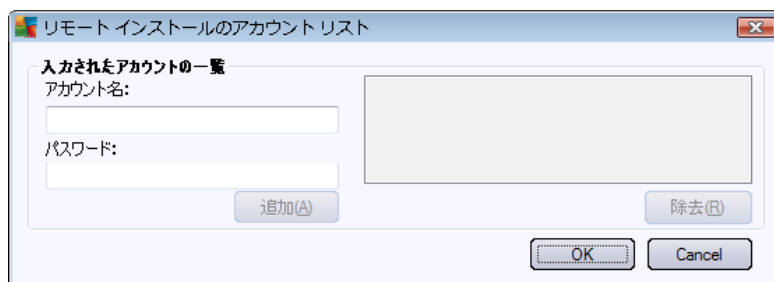 リモート インストールのアカウント リスト
入力されたアカウントの一覧
アカウント名:
パスワード:
追加(A)
除去(R)
OK
Cancel